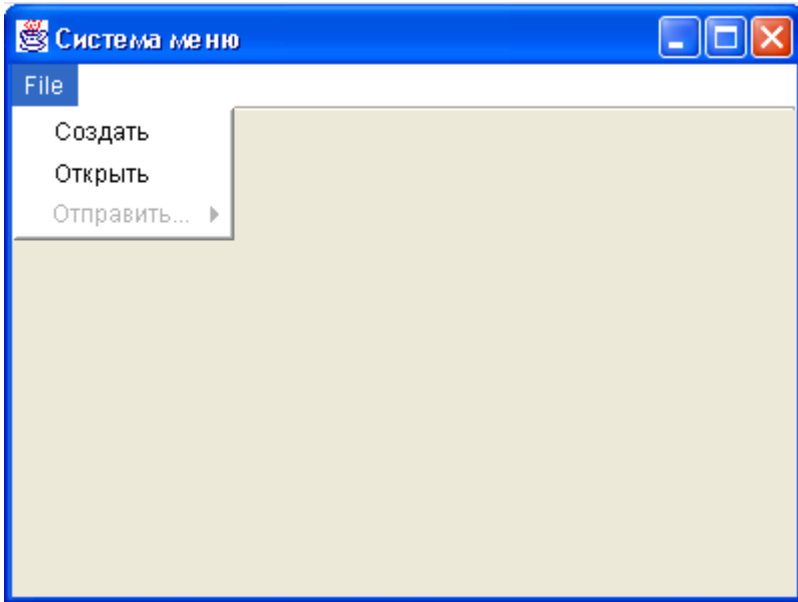 Система меню
File
Создать
Открыть
Отправить...